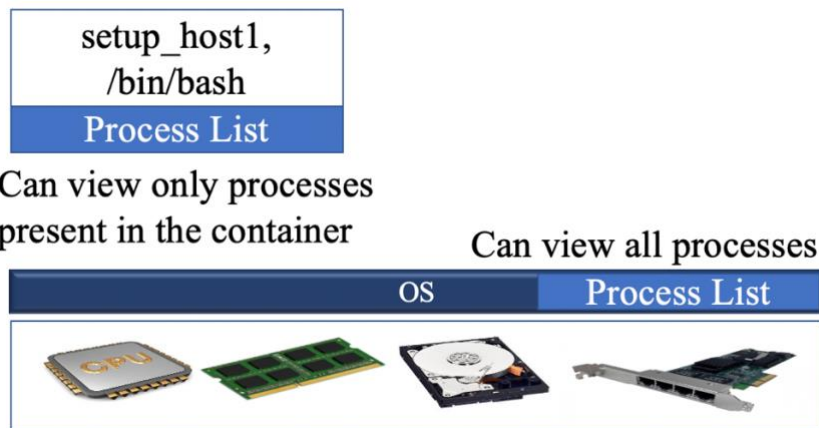 setup_host1,
/bin/bash
Process List
Can view only processes
present in the container
Can view all processes
OS
Process List
CPU